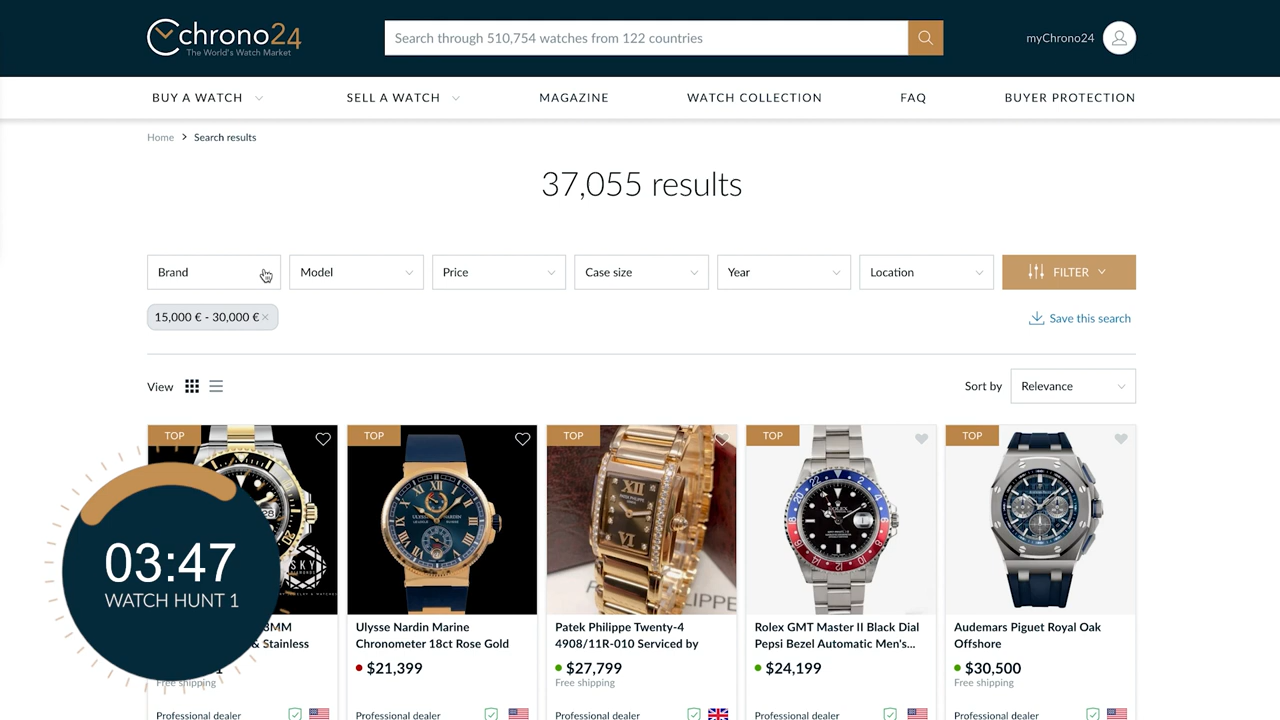 chrono24
The World's Watch Market
Search through 510,754 watches from 122 countries
myChrono24
BUY A WATCH
SELL A WATCH
MAGAZINE
WATCH COLLECTION
FAQ
BUYER PROTECTION
Home
Search results
37,055 results
Brand
Model
Price
Case size
Year
Location
FILTER
15,000 € - 30,000 €
Save this search
View
Sort by
Relevance
TOP
TOP
TOP
TOP
TOP
03:47
WATCH HUNT 1
& Stainless
Free shipping
Professional dealer
Ulysse Nardin Marine
Chronometer 18ct Rose Gold
$21,399
Professional dealer
Patek Philippe Twenty-4
4908/11R-010 Serviced by
$27,799
Free shipping
Professional dealer
Rolex GMT Master II Black Dial
Pepsi Bezel Automatic Men's...
$24,199
Professional dealer
Audemars Piguet Royal Oak
Offshore
$30,500
Free shipping
Professional dealer